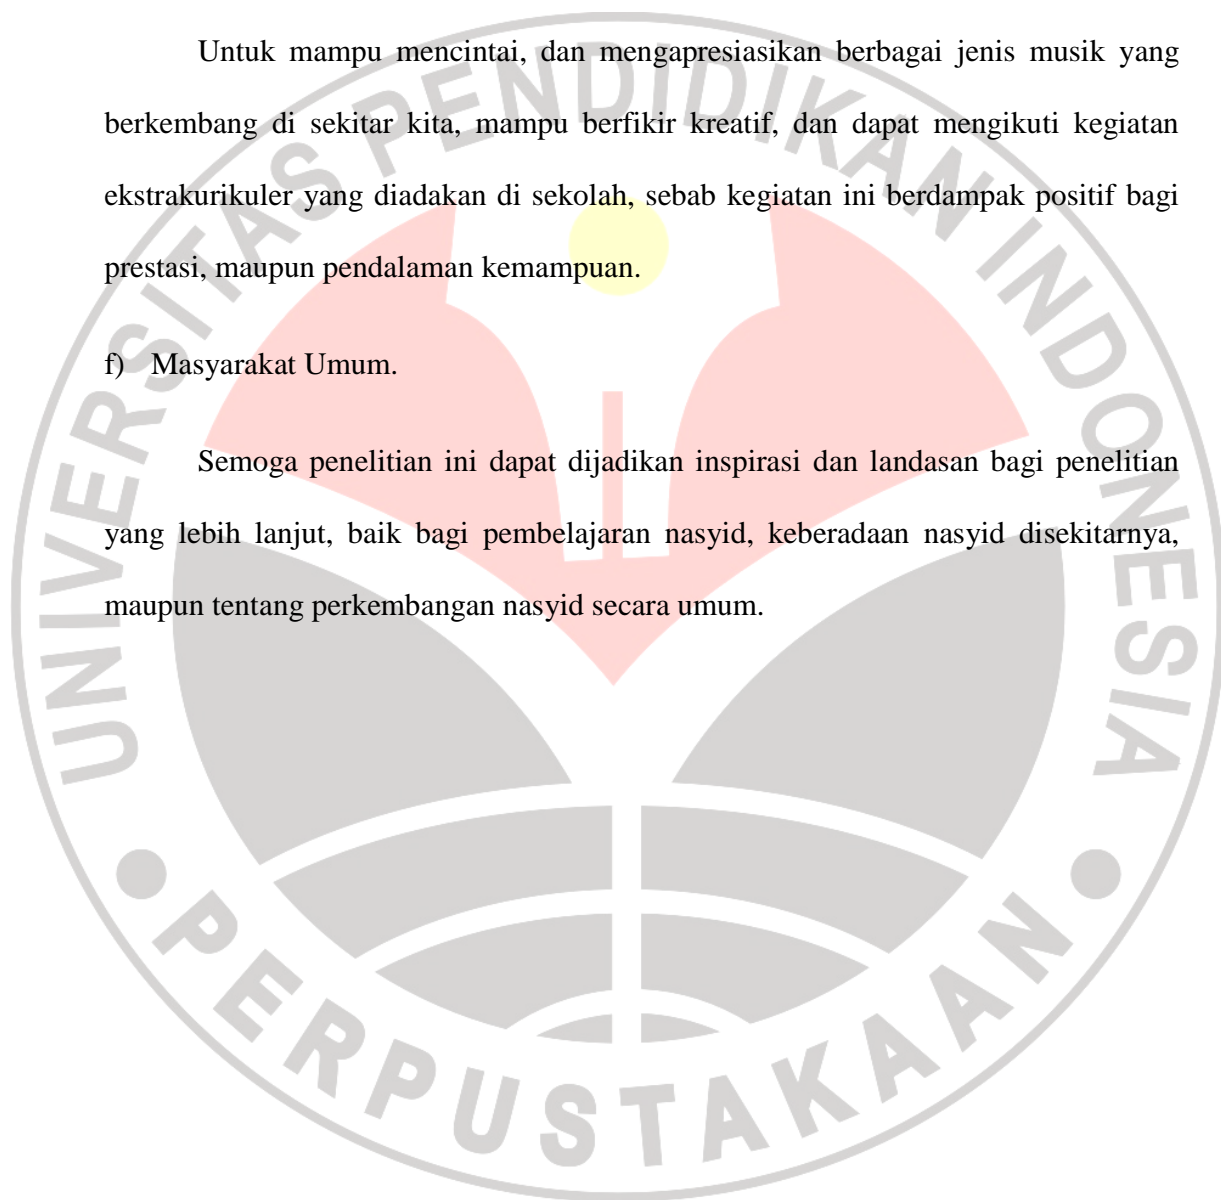 Untuk mampu mencintai, dan mengapresiasikan berbagai jenis musik yang
berkembang di sekitar kita, mampu berfikir kreatif, dan dapat mengikuti kegiatan
ekstrakurikuler yang diadakan di sekolah, sebab kegiatan ini berdampak positif bagi
prestasi, maupun pendalaman kemampuan.
f) Masyarakat Umum.
Semoga penelitian ini dapat dijadikan inspirasi dan landasan bagi penelitian
yang lebih lanjut, baik bagi pembelajaran nasyid, keberadaan nasyid disekitarnya,
maupun tentang perkembangan nasyid secara umum.
UNIVERSITAS PENDIDIKAN INDONESIA
PERPUSTAKAAN